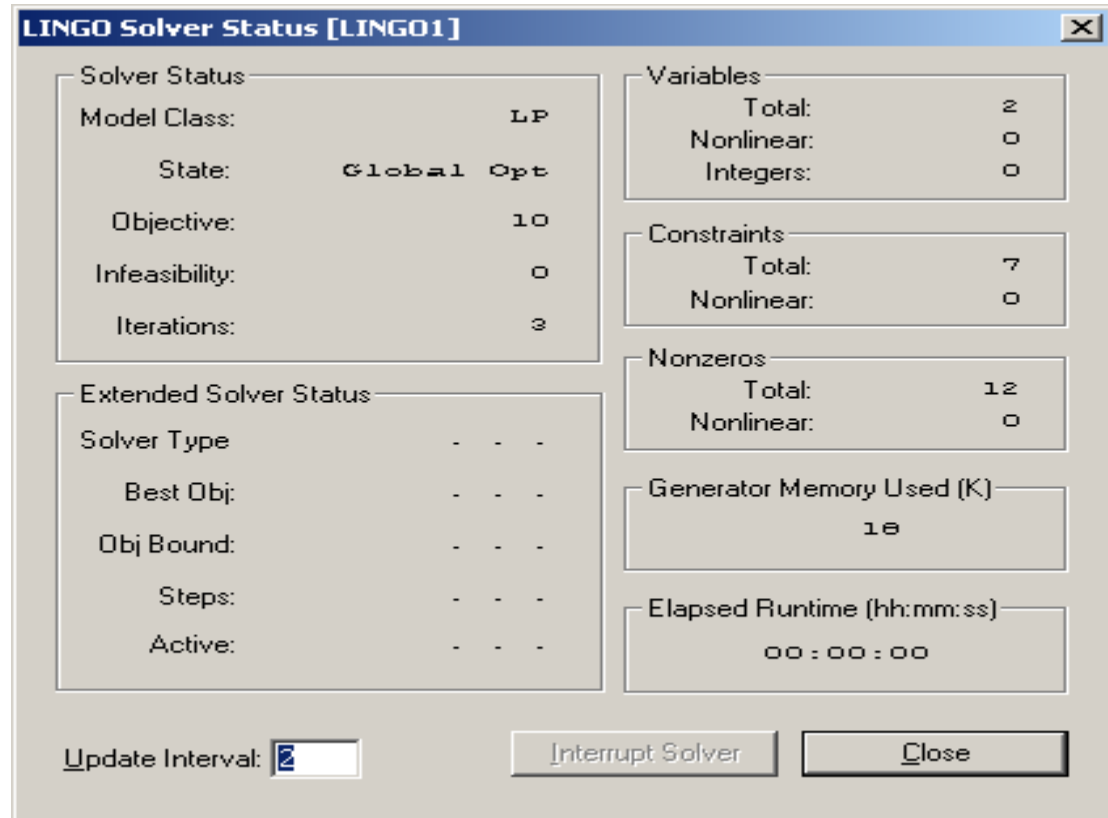 LINGO Solver Status [LINGO1]
Solver Status
Model Class: LP
State: Global Opt
Objective: 10
Infeasibility: 0
Iterations: 3
Extended Solver Status
Solver Type . . .
Best Obj: . . .
Obj Bound: . . .
Steps: . . .
Active: . . .
Variables
Total: 2
Nonlinear: 0
Integers: 0
Constraints
Total: 7
Nonlinear: 0
Nonzeros
Total: 12
Nonlinear: 0
Generator Memory Used (K)
18
Elapsed Runtime (hh:mm:ss)
00:00:00
Update Interval: 2
Interrupt Solver
Close